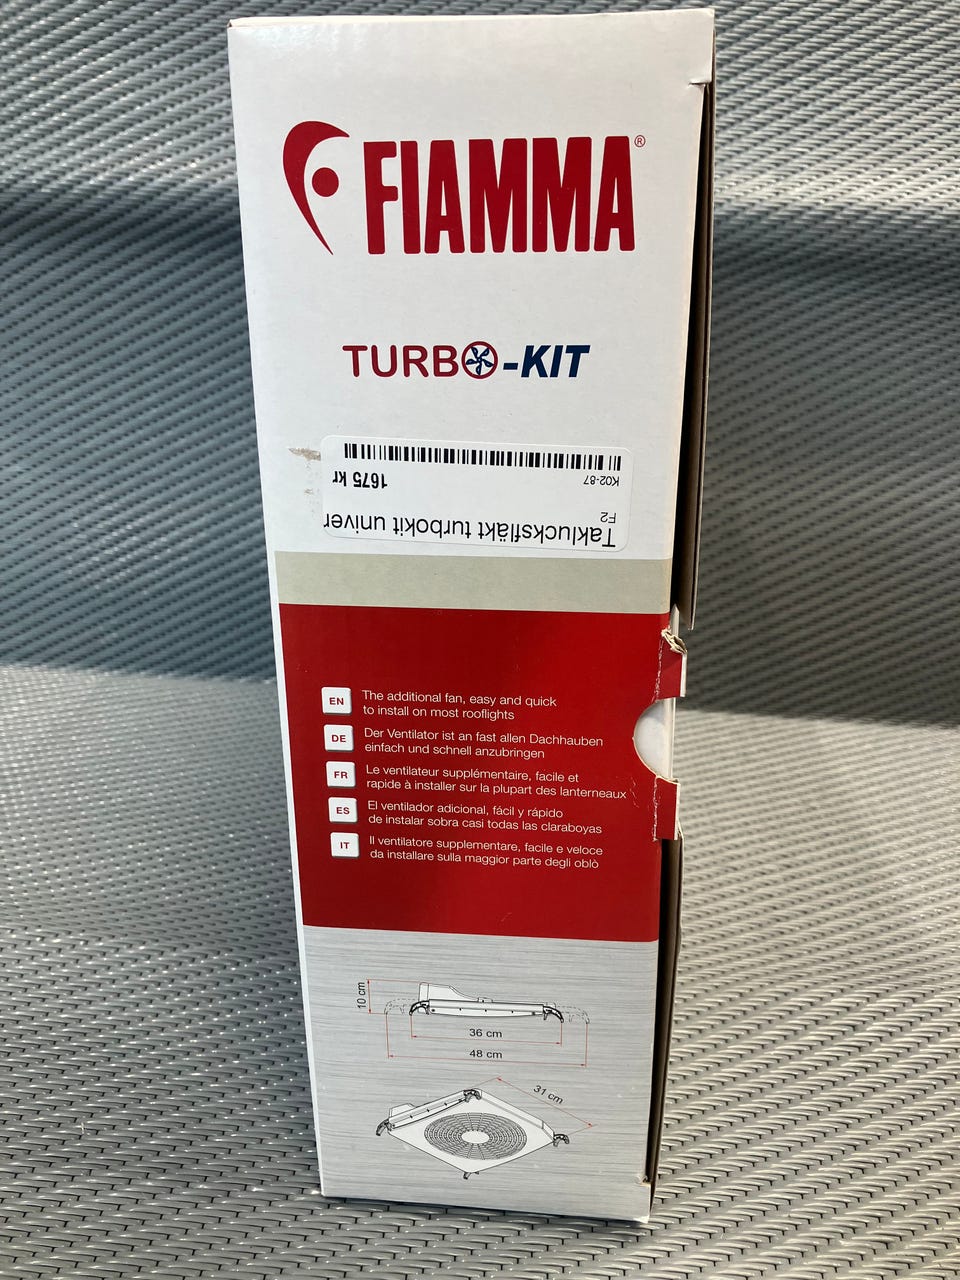 FIAMMA®
TURBO-KIT
Taklucksfläkt turbokit univer
F2
K02-87
1675 kr
EN The additional fan, easy and quick
to install on most rooflights
DE Der Ventilator ist an fast allen Dachhauben
einfach und schnell anzubringen
FR Le ventilateur supplémentaire, facile et
rapide à installer sur la plupart des lanterneaux
ES El ventilador adicional, fácil y rápido
de instalar sobra casi todas las claraboyas
IT Il ventilatore supplementare, facile e veloce
da installare sulla maggior parte degli oblò
10 cm
36 cm
48 cm
31 cm